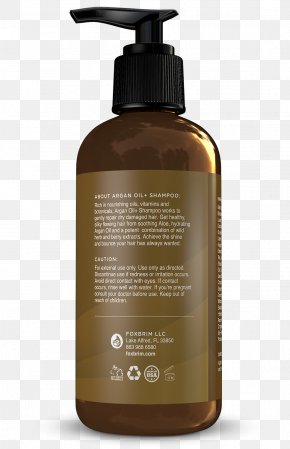 ABOUT ARGAN OIL+ SHAMPOO:
Rich in nourishing oils, vitamins and
botanicals, Argan Oil+ Shampoo works to
gently repair dry damaged hair. Get healthy,
silky flowing hair from soothing Aloe, hydrating
Argan Oil and a potent combination of wild
herb and berry extracts. Achieve the shine
and bounce your hair has always wanted.
CAUTION:
For external use only. Use only as directed.
Discontinue use if redness or irritation occurs.
Avoid direct contact with eyes. If contact
occurs, rinse well with water. If you're pregnant
consult your doctor before use. Keep out of
reach of children.
FOXBRIM LLC
Lake Alfred, FL 33850
863 968 6580
foxbrim.com
USA